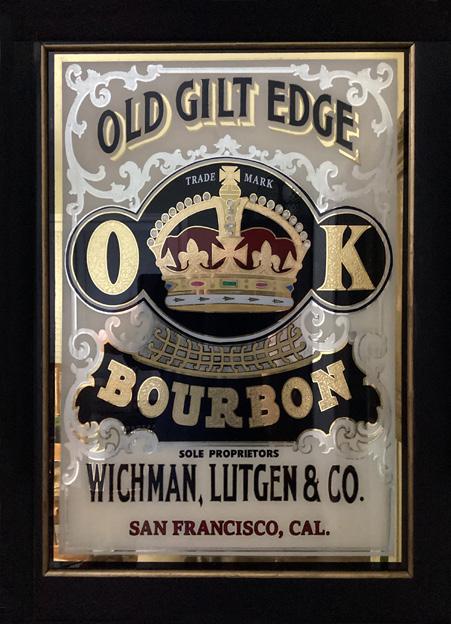 OLD GILT EDGE
TRADE MARK
O K
BOURBON
SOLE PROPRIETORS
WICHMAN, LUTGEN & CO.
SAN FRANCISCO, CAL.